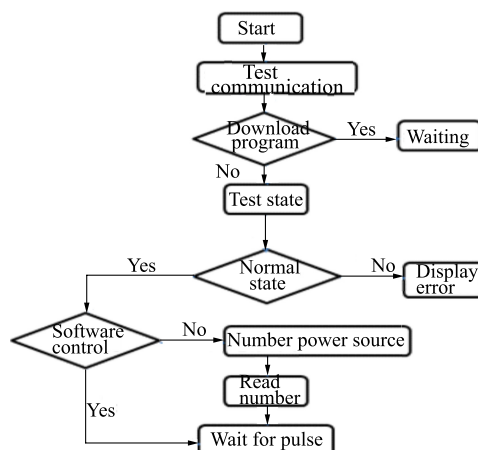 Start
Test
communication
Download
program
Yes
Waiting
No
Test state
Yes
Normal
state
No
Display
error
Software
control
No
Number power source
Read
number
Yes
Wait for pulse